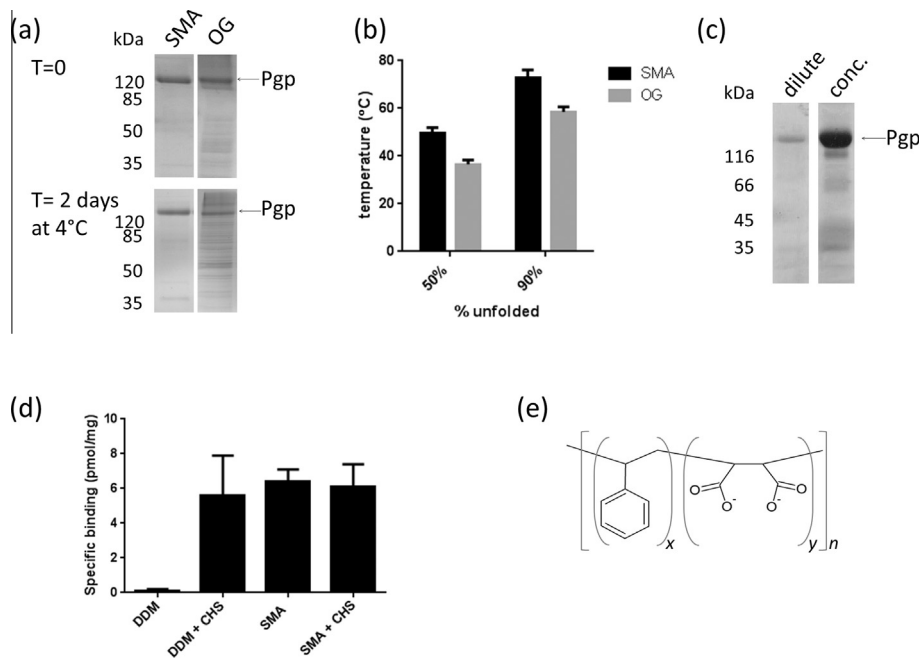 (a)
SMA
OG
kDa
T=0
120
85
50
35
Pgp
T= 2 days
at 4°C
120
85
50
35
Pgp
(b)
80
60
40
20
0
temperature (ºC)
50%
90%
% unfolded
SMA
OG
(c)
dilute
conc.
kDa
116
66
45
35
Pgp
(d)
10
8
6
4
2
0
Specific binding (pmol/mg)
DDM
DDM + CHS
SMA
SMA + CHS
(e)
O
O-
O
O-
x
y
n